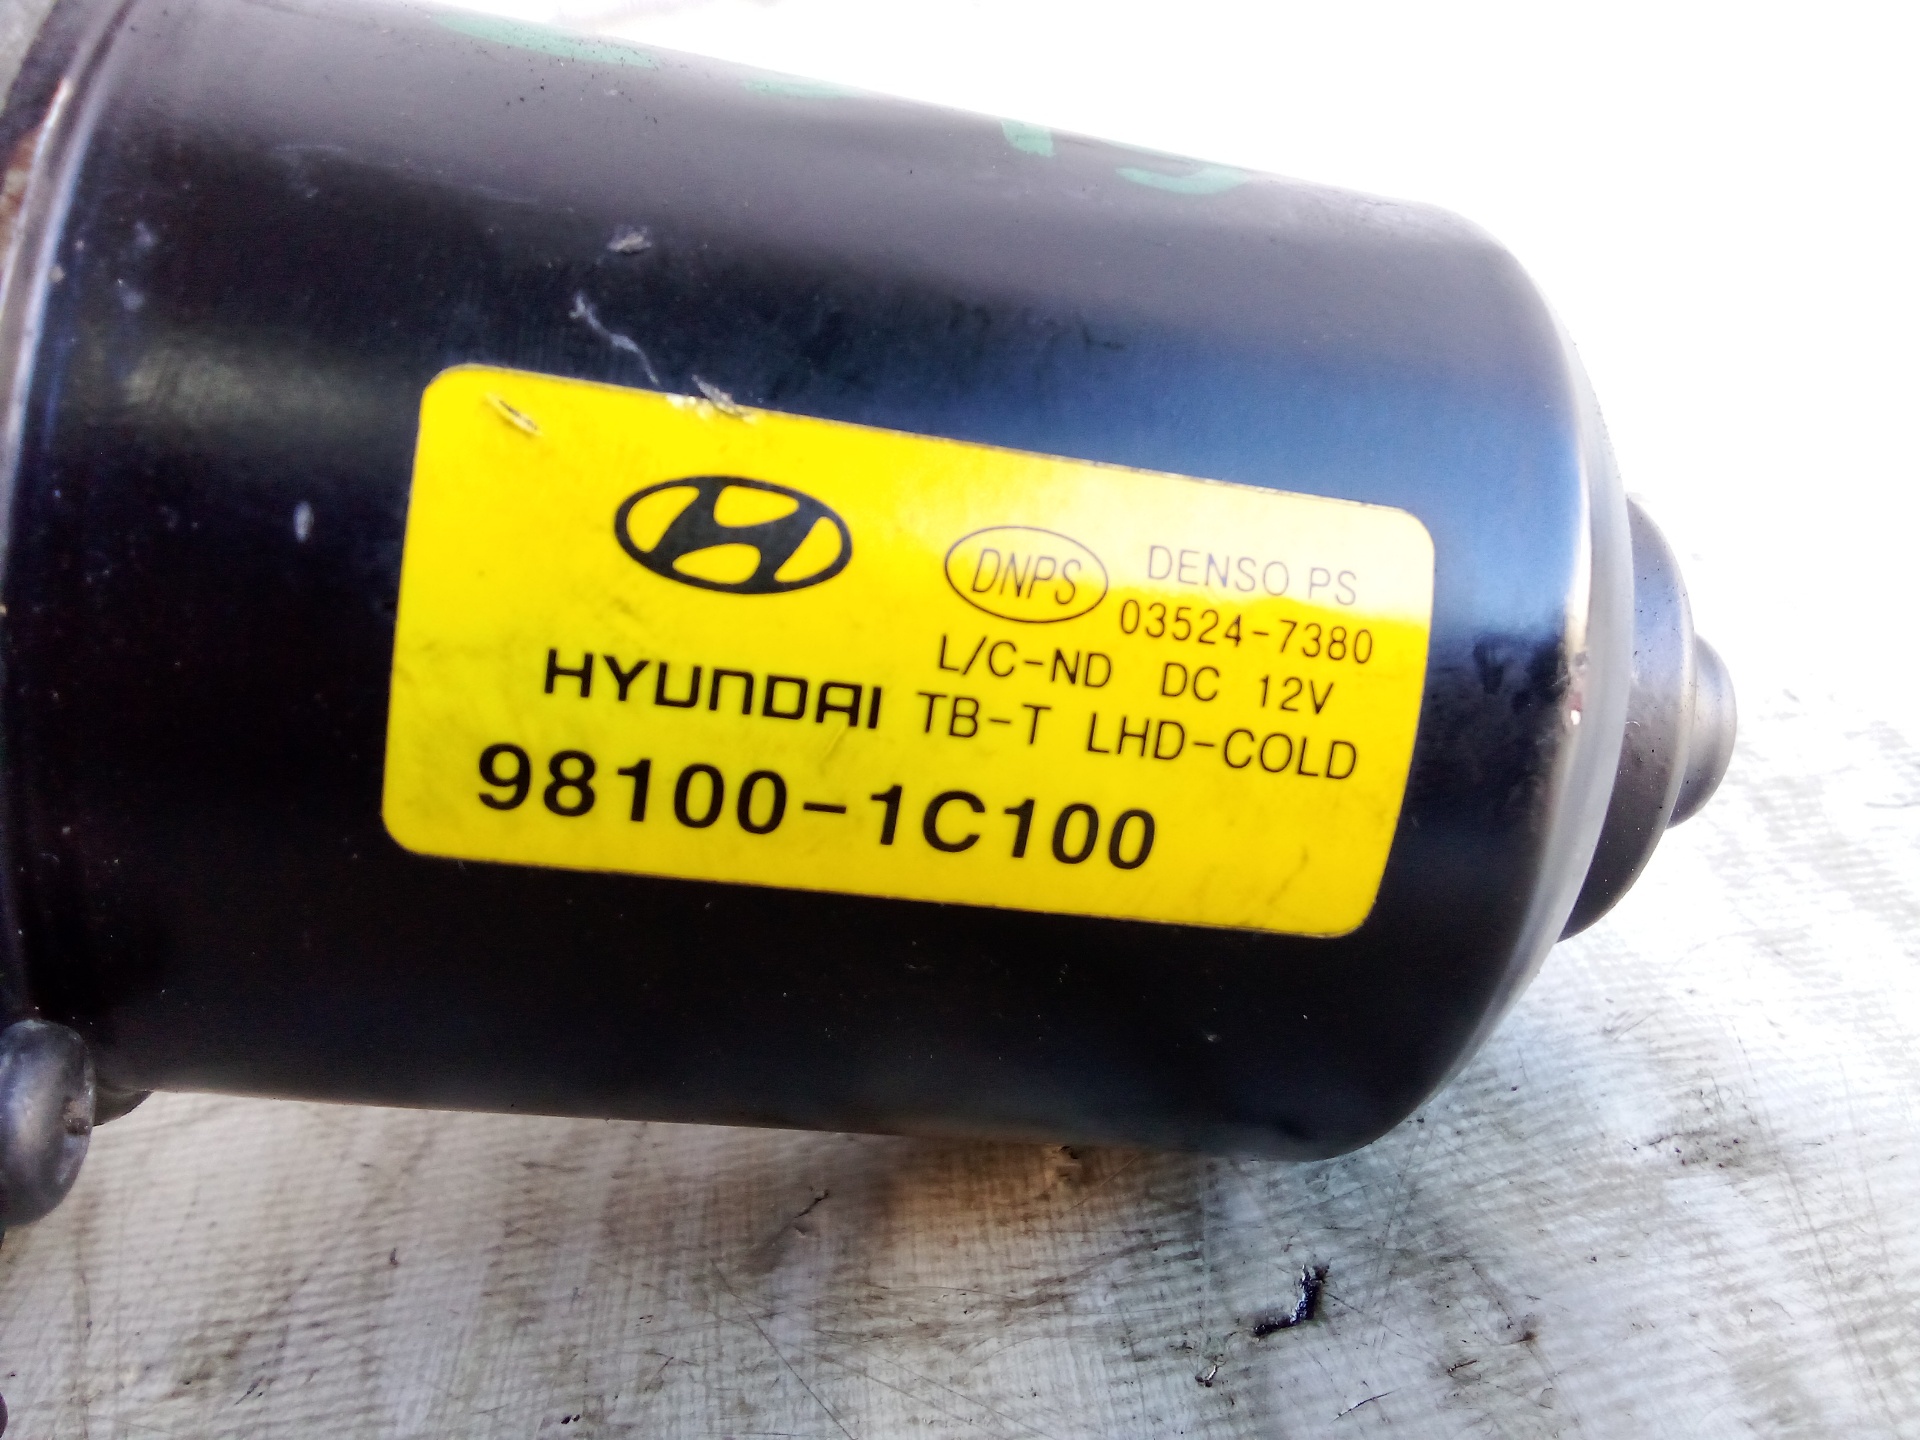 DNPS DENSO PS
03524-7380
L/C-ND DC 12V
HYUNDAI TB-T LHD-COLD
98100-1C100